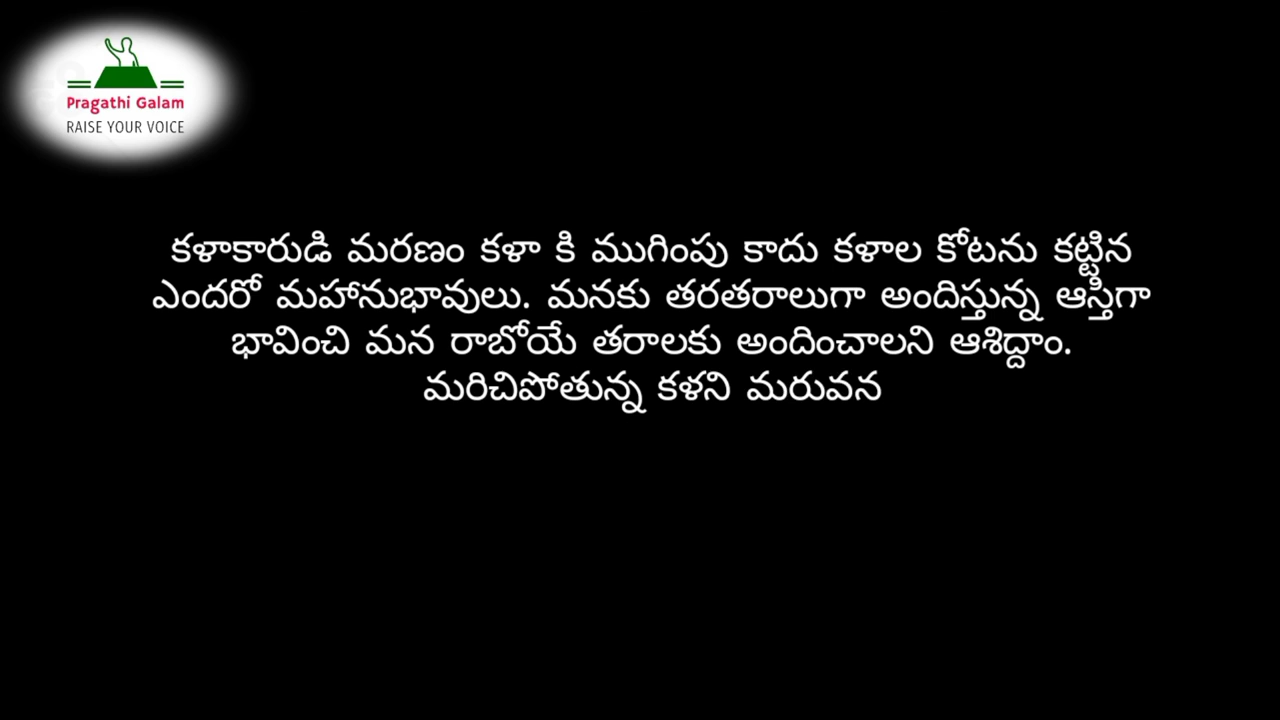 Pragathi Galam
RAISE YOUR VOICE
కళాకారుడి మరణం కళా కి ముగింపు కాదు కళాల కోటను కట్టిన
ఎందరో మహానుభావులు. మనకు తరతరాలుగా అందిస్తున్న ఆస్తిగా
భావించి మన రాబోయే తరాలకు అందించాలని ఆశిద్దాం.
మరిచిపోతున్న కళని మరువన